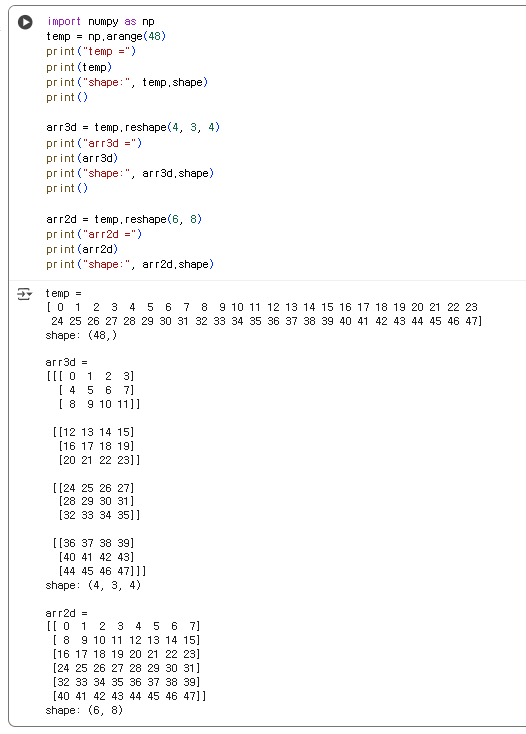 import numpy as np
temp = np.arange(48)
print("temp =")
print(temp)
print("shape:", temp.shape)
print()

arr3d = temp.reshape(4, 3, 4)
print("arr3d =")
print(arr3d)
print("shape:", arr3d.shape)
print()

arr2d = temp.reshape(6, 8)
print("arr2d =")
print(arr2d)
print("shape:", arr2d.shape)

temp =
[ 0  1  2  3  4  5  6  7  8  9 10 11 12 13 14 15 16 17 18 19 20 21 22 23
 24 25 26 27 28 29 30 31 32 33 34 35 36 37 38 39 40 41 42 43 44 45 46 47]
shape: (48,)

arr3d =
[[[ 0  1  2  3]
  [ 4  5  6  7]
  [ 8  9 10 11]]

 [[12 13 14 15]
  [16 17 18 19]
  [20 21 22 23]]

 [[24 25 26 27]
  [28 29 30 31]
  [32 33 34 35]]

 [[36 37 38 39]
  [40 41 42 43]
  [44 45 46 47]]]
shape: (4, 3, 4)

arr2d =
[[ 0  1  2  3  4  5  6  7]
 [ 8  9 10 11 12 13 14 15]
 [16 17 18 19 20 21 22 23]
 [24 25 26 27 28 29 30 31]
 [32 33 34 35 36 37 38 39]
 [40 41 42 43 44 45 46 47]]
shape: (6, 8)